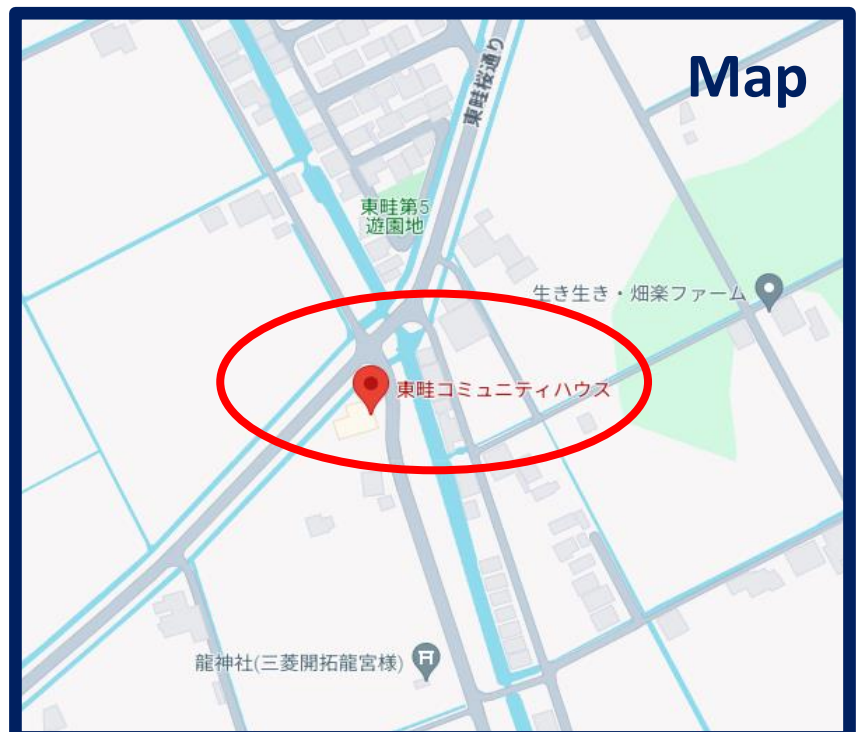 Map
東畦桜通り
東畦第5
遊園地
生き生き・畑楽ファーム
東畦コミュニティハウス
龍神社(三菱開拓龍宮様)